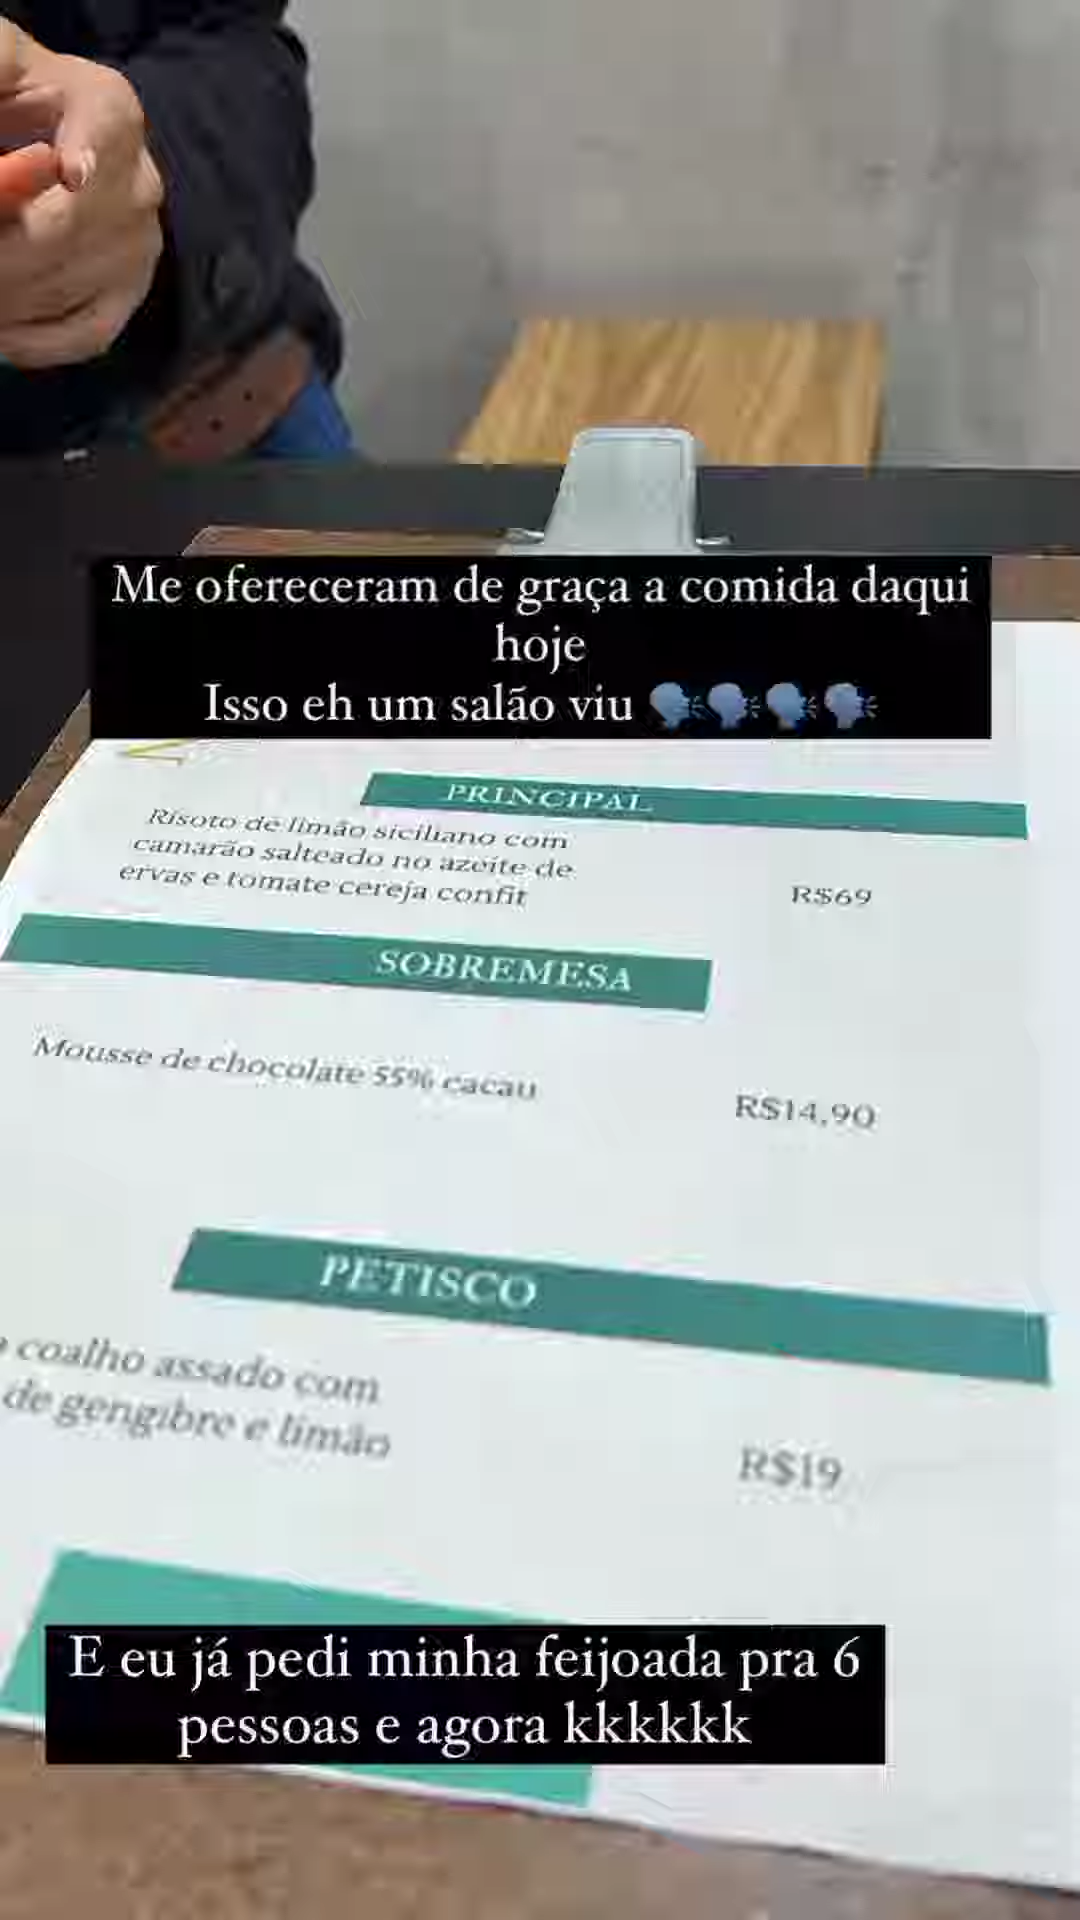 Me ofereceram de graça a comida daqui
hoje
Isso eh um salão viu 🗣🗣🗣🗣
PRINCIPAL
Risoto de limão siciliano com
camarão salteado no azeite de
ervas e tomate cereja confit
R$69
SOBREMESA
Mousse de chocolate 55% cacau
R$14,90
PETISCO
coalho assado com
de gengibre e limão
R$19
E eu já pedi minha feijoada pra 6
pessoas e agora kkkkkk